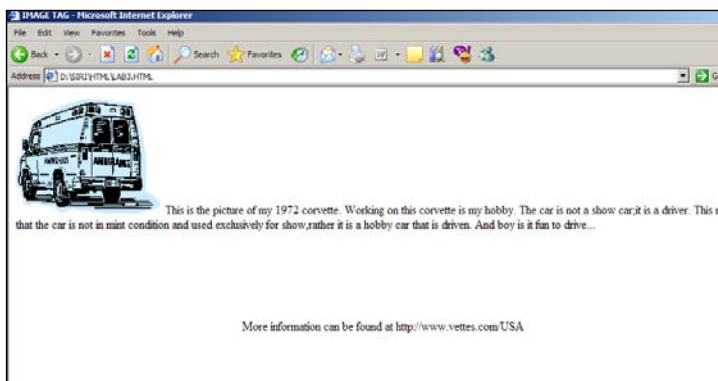 IMAGE TAG - Microsoft Internet Explorer
File Edit View Favorites Tools Help
Back Search Favorites
Address D:\SIRI\HTML\LAB3.HTML
AMBULANCE
This is the picture of my 1972 corvette. Working on this corvette is my hobby. The car is not a show car;it is a driver. This
that the car is not in mint condition and used exclusively for show,rather it is a hobby car that is driven. And boy is it fun to drive...
More information can be found at http://www.vettes.com/USA